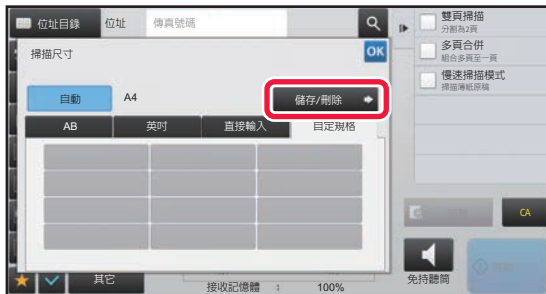 位址目錄 位址 傳真號碼
掃描尺寸 OK
自動 A4 儲存/刪除
AB 英吋 直接輸入 自定規格
雙頁掃描
分割為2頁
多頁合併
組合多頁至一頁
慢速掃描模式
掃描薄紙原稿
CA
其它 接收記憶體 : 100%
免持聽筒